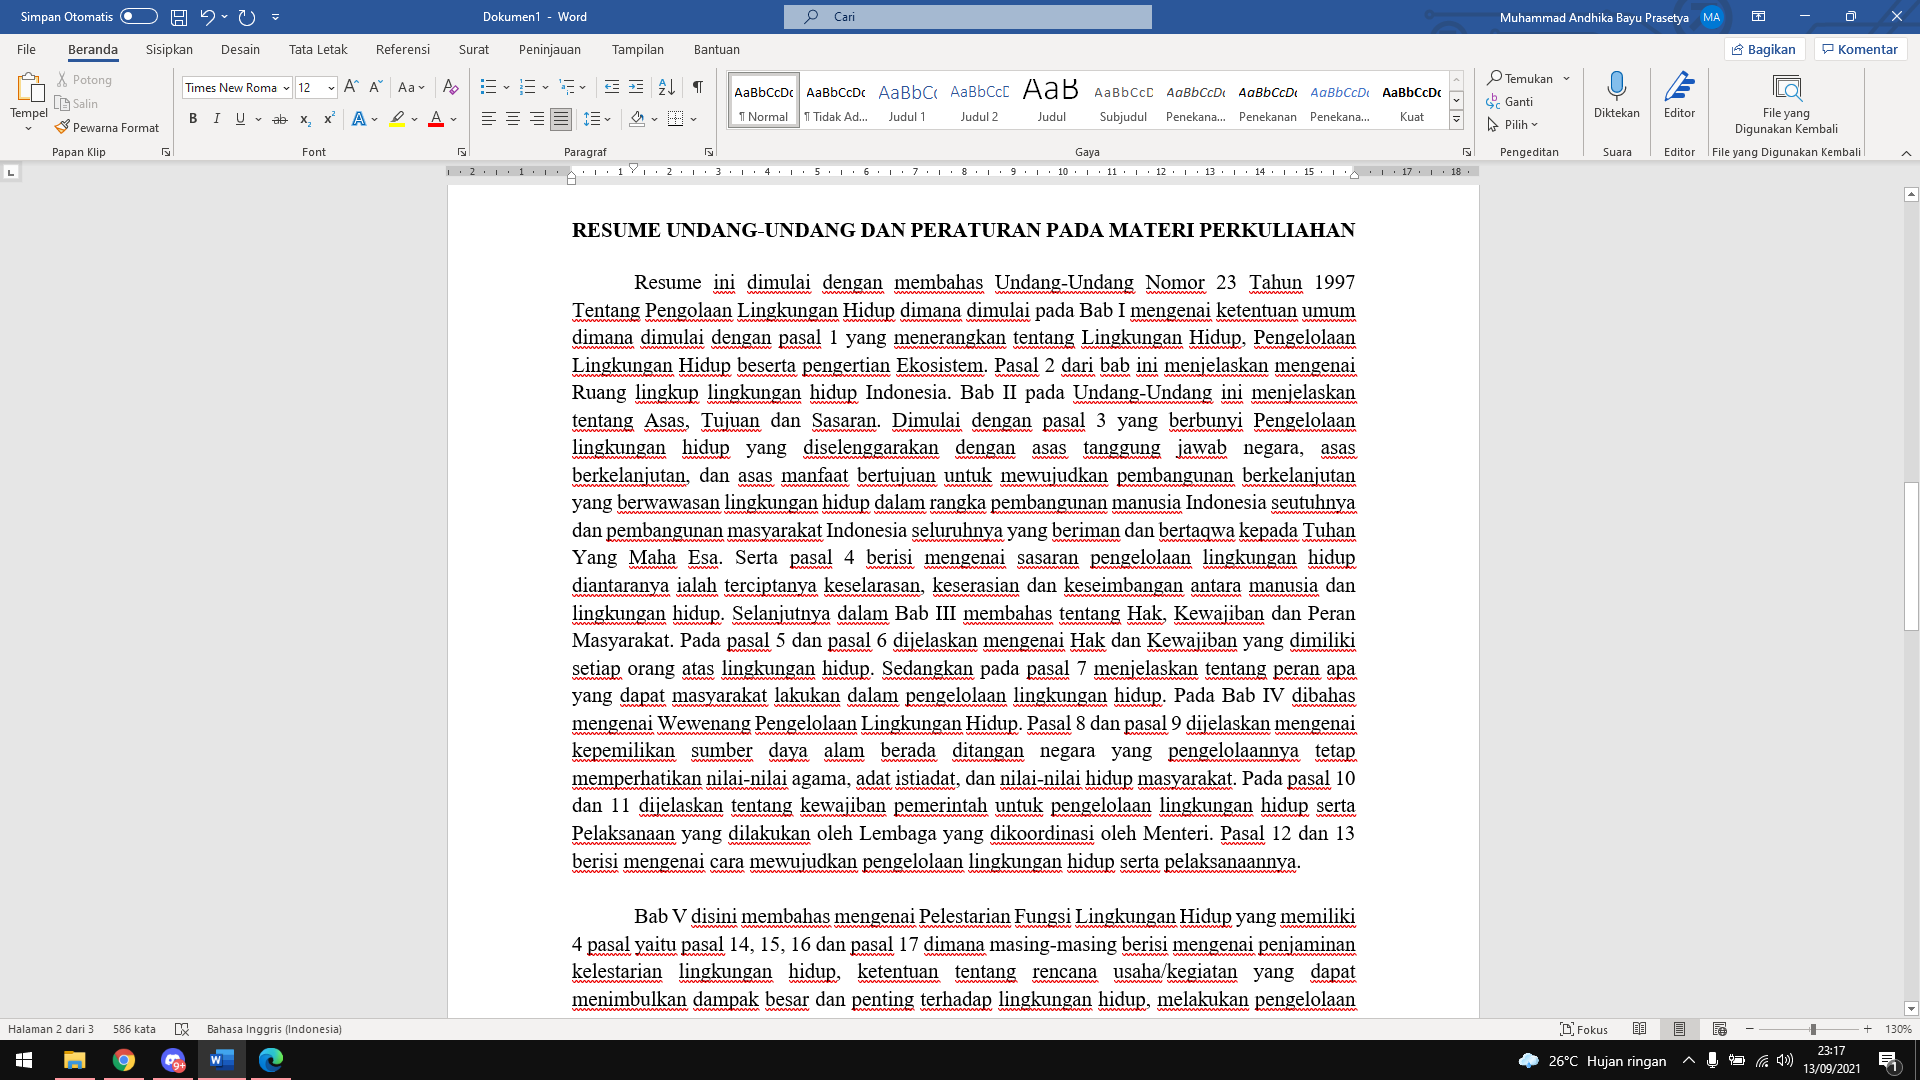 Simpan Otomatis
Dokumen1 - Word
Cari
Muhammad Andhika Bayu Prasetya MA
File Beranda Sisipkan Desain Tata Letak Referensi Surat Peninjauan Tampilan Bantuan
Bagikan Komentar
Tempel
Potong
Salin
Pewarna Format
Papan Klip
Times New Roma 12
Font
Paragraf
AaBbCcDc AaBbCcDc AaBbCc AaBbCcD AaB AaBbCcD AaBbCcDc AaBbCcDc AaBbCcDc AaBbCcDc
¶ Normal ¶ Tidak Ad... Judul 1 Judul 2 Judul Subjudul Penekana... Penekanan Penekana... Kuat
Gaya
Temukan
Ganti
Pilih
Pengeditan
Diktekan
Suara
Editor
Editor
File yang
Digunakan Kembali
File yang Digunakan Kembali
2 1 1 2 3 4 5 6 7 8 9 10 11 12 13 14 15 17 18
RESUME UNDANG-UNDANG DAN PERATURAN PADA MATERI PERKULIAHAN
Resume ini dimulai dengan membahas Undang-Undang Nomor 23 Tahun 1997
Tentang Pengolaan Lingkungan Hidup dimana dimulai pada Bab I mengenai ketentuan umum
dimana dimulai dengan pasal 1 yang menerangkan tentang Lingkungan Hidup, Pengelolaan
Lingkungan Hidup beserta pengertian Ekosistem. Pasal 2 dari bab ini menjelaskan mengenai
Ruang lingkup lingkungan hidup Indonesia. Bab II pada Undang-Undang ini menjelaskan
tentang Asas, Tujuan dan Sasaran. Dimulai dengan pasal 3 yang berbunyi Pengelolaan
lingkungan hidup yang diselenggarakan dengan asas tanggung jawab negara, asas
berkelanjutan, dan asas manfaat bertujuan untuk mewujudkan pembangunan berkelanjutan
yang berwawasan lingkungan hidup dalam rangka pembangunan manusia Indonesia seutuhnya
dan pembangunan masyarakat Indonesia seluruhnya yang beriman dan bertaqwa kepada Tuhan
Yang Maha Esa. Serta pasal 4 berisi mengenai sasaran pengelolaan lingkungan hidup
diantaranya ialah terciptanya keselarasan, keserasian dan keseimbangan antara manusia dan
lingkungan hidup. Selanjutnya dalam Bab III membahas tentang Hak, Kewajiban dan Peran
Masyarakat. Pada pasal 5 dan pasal 6 dijelaskan mengenai Hak dan Kewajiban yang dimiliki
setiap orang atas lingkungan hidup. Sedangkan pada pasal 7 menjelaskan tentang peran apa
yang dapat masyarakat lakukan dalam pengelolaan lingkungan hidup. Pada Bab IV dibahas
mengenai Wewenang Pengelolaan Lingkungan Hidup. Pasal 8 dan pasal 9 dijelaskan mengenai
kepemilikan sumber daya alam berada ditangan negara yang pengelolaannya tetap
memperhatikan nilai-nilai agama, adat istiadat, dan nilai-nilai hidup masyarakat. Pada pasal 10
dan 11 dijelaskan tentang kewajiban pemerintah untuk pengelolaan lingkungan hidup serta
Pelaksanaan yang dilakukan oleh Lembaga yang dikoordinasi oleh Menteri. Pasal 12 dan 13
berisi mengenai cara mewujudkan pengelolaan lingkungan hidup serta pelaksanaannya.
Bab V disini membahas mengenai Pelestarian Fungsi Lingkungan Hidup yang memiliki
4 pasal yaitu pasal 14, 15, 16 dan pasal 17 dimana masing-masing berisi mengenai penjaminan
kelestarian lingkungan hidup, ketentuan tentang rencana usaha/kegiatan yang dapat
menimbulkan dampak besar dan penting terhadap lingkungan hidup, melakukan pengelolaan
Halaman 2 dari 3 586 kata Bahasa Inggris (Indonesia)
Fokus 130%
26°C Hujan ringan
23:17
13/09/2021